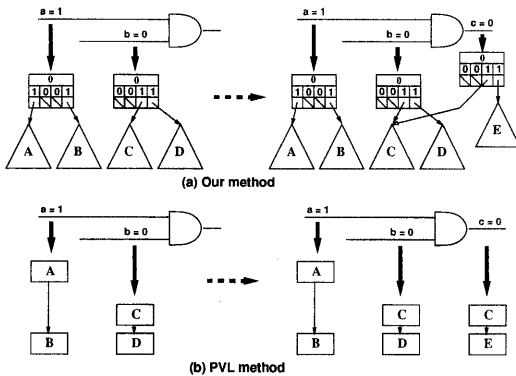 a = 1
b = 0
0
1 0 0 1
0
0 0 1 1
A B C D
a = 1
b = 0
c = 0
0
1 0 0 1
0
0 0 1 1
0
0 0 1 1
A B C D E
(a) Our method
a = 1
b = 0
A
C
B
D
a = 1
b = 0
c = 0
A
C
C
B
D
E
(b) PVL method